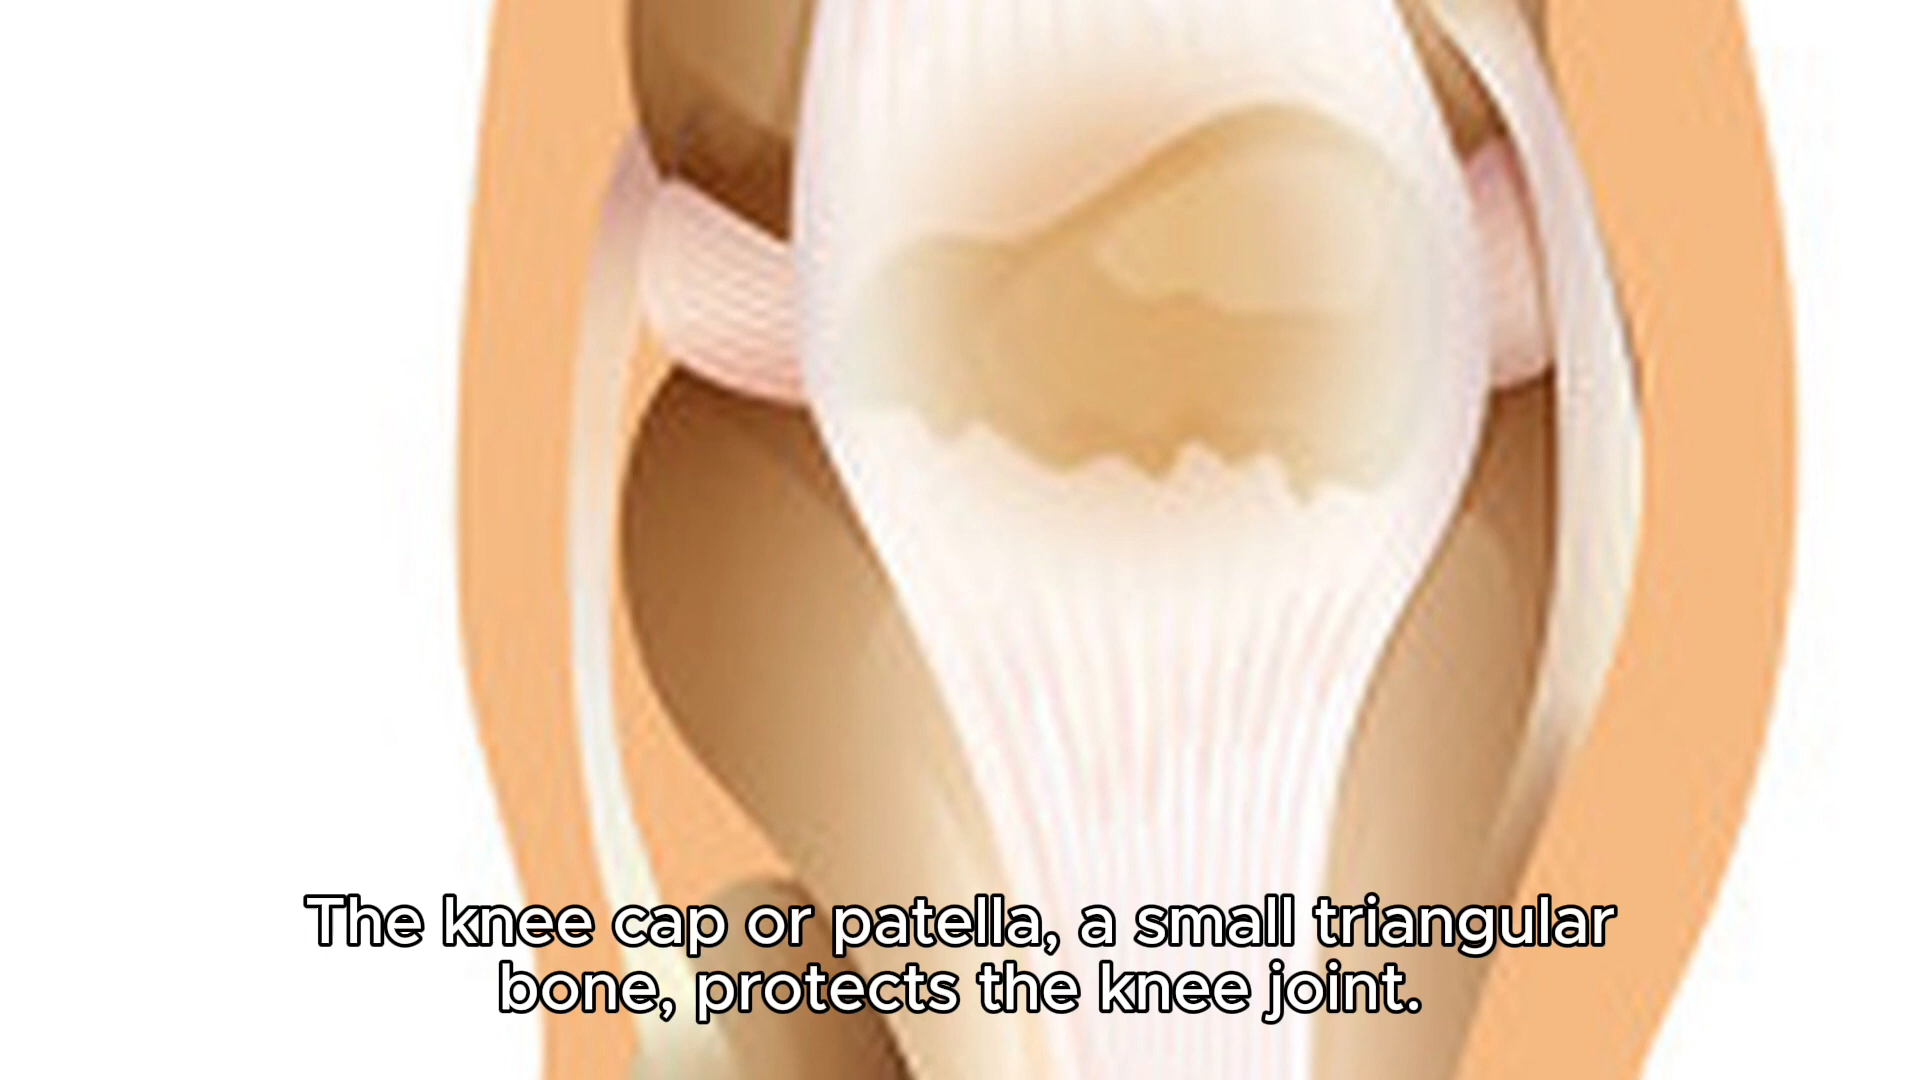 The knee cap or patella, a small triangular
bone, protects the knee joint.